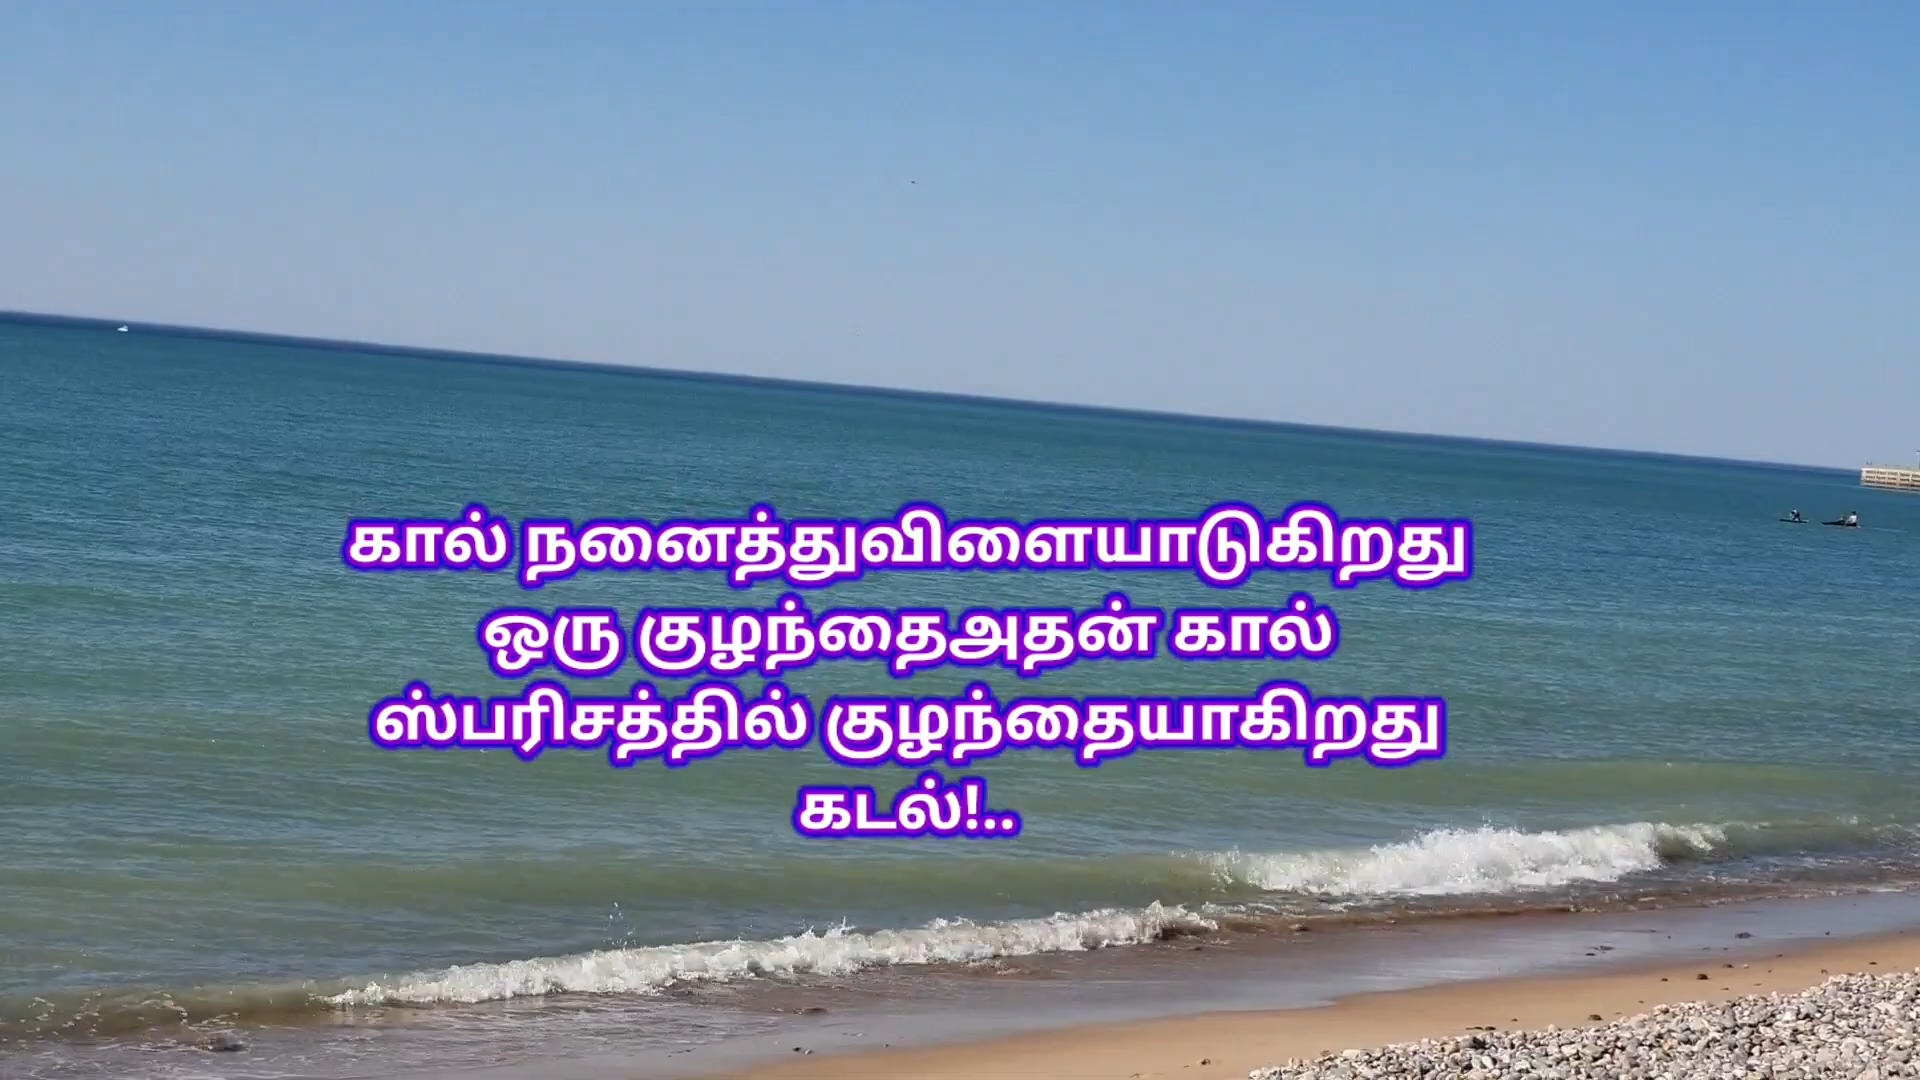 கால் நனைத்துவிளையாடுகிறது
ஒரு குழந்தைஅதன் கால்
ஸ்பரிசத்தில் குழந்தையாகிறது
கடல்!..